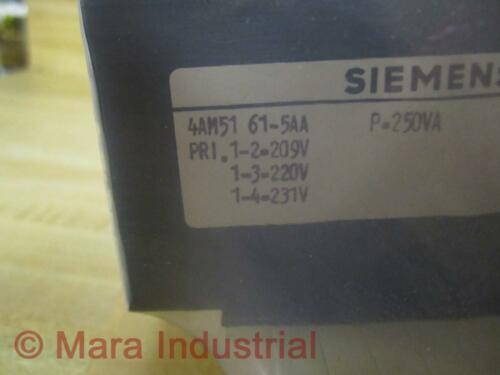 SIEMENS
4AM51 61-5AA P=250VA
PRI. 1-2=209V
1-3=220V
1-4=231V
© Mara Industrial